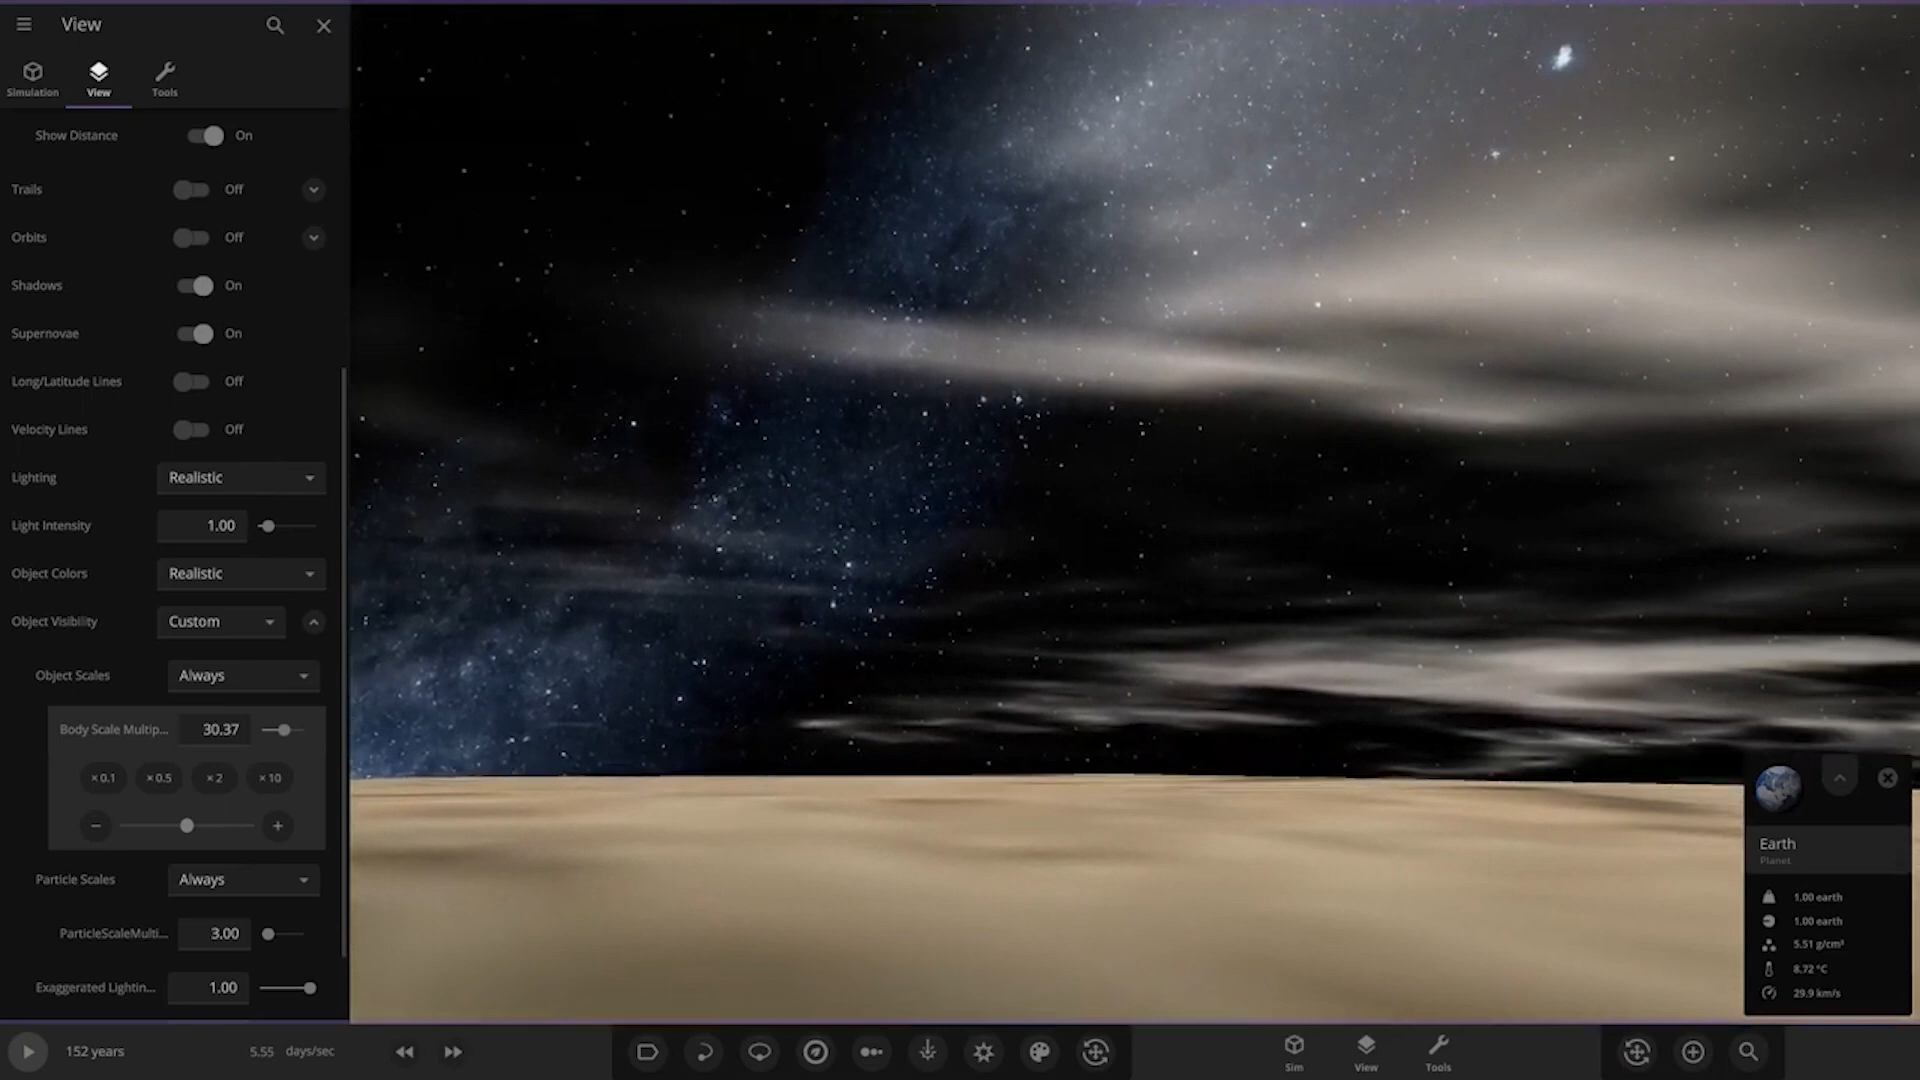 View
Simulation
View
Tools
Show Distance On
Trails Off
Orbits Off
Shadows On
Supernovae On
Long/Latitude Lines Off
Velocity Lines Off
Lighting Realistic
Light Intensity 1.00
Object Colors Realistic
Object Visibility Custom
Object Scales Always
Body Scale Multip... 30.37
×0.1 ×0.5 ×2 ×10
− +
Particle Scales Always
ParticleScaleMulti... 3.00
Exaggerated Lightin... 1.00
Earth
Planet
1.00 earth
1.00 earth
5.51 g/cm³
8.72 °C
29.9 km/s
152 years 5.55 days/sec
Sim View Tools